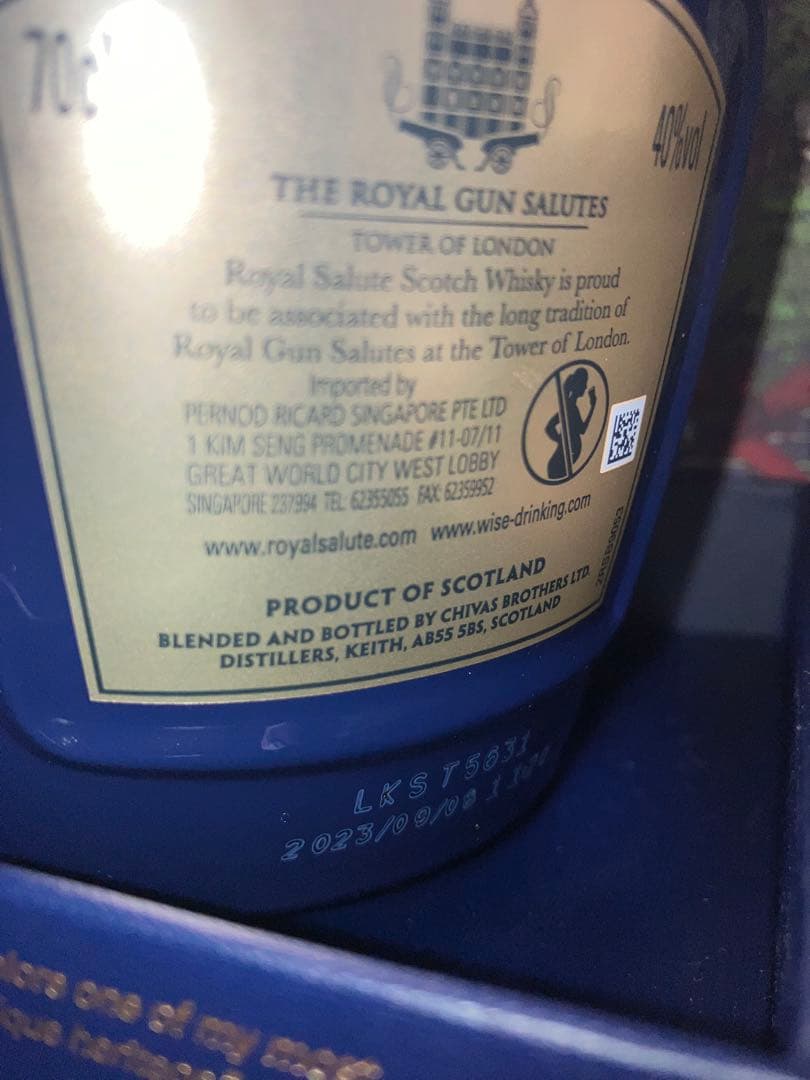 40%vol
THE ROYAL GUN SALUTES
TOWER OF LONDON
Royal Salute Scotch Whisky is proud
to be associated with the long tradition of
Royal Gun Salutes at the Tower of London.
Imported by
PERNOD RICARD SINGAPORE PTE LTD
1 KIM SENG PROMENADE #11-07/11
GREAT WORLD CITY WEST LOBBY
SINGAPORE 237994 TEL: 62355055 FAX: 62359952
www.royalsalute.com www.wise-drinking.com
PRODUCT OF SCOTLAND
BLENDED AND BOTTLED BY CHIVAS BROTHERS LTD.
DISTILLERS, KEITH, AB55 5BS, SCOTLAND
LKST5631
2023/09/08
one of my